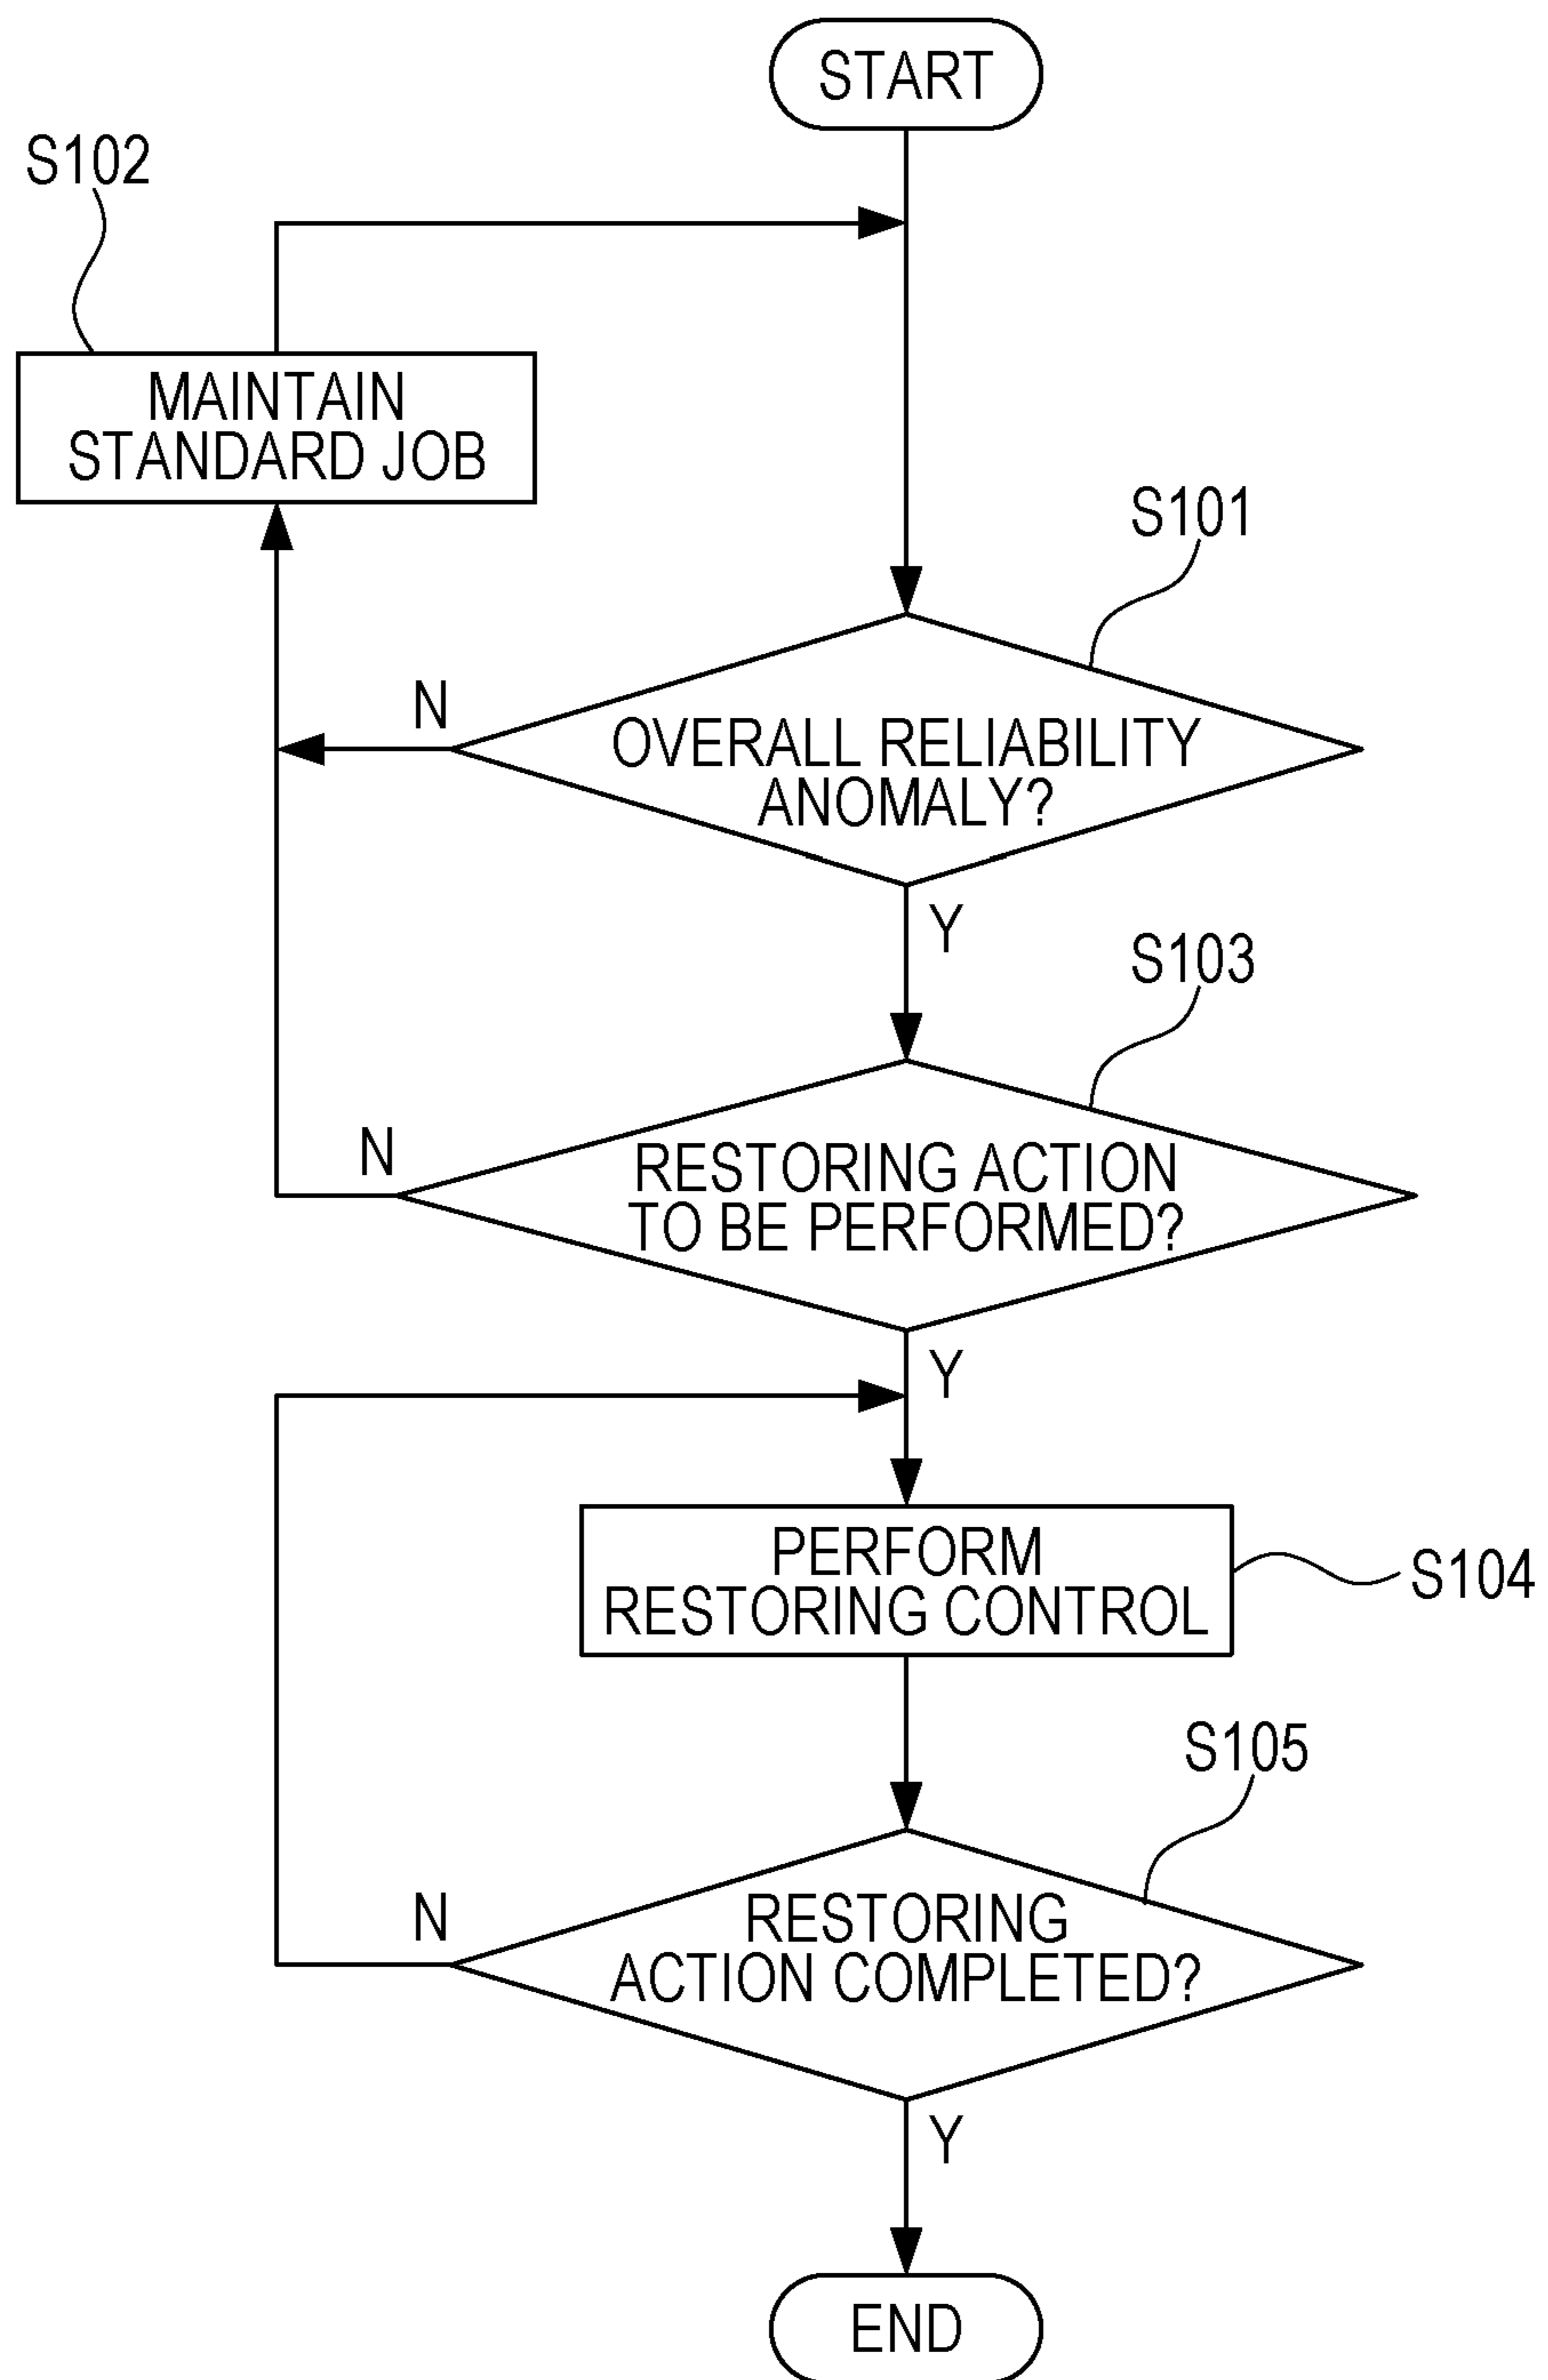 START
S102
MAINTAIN
STANDARD JOB
S101
N
OVERALL RELIABILITY
ANOMALY?
Y
S103
N
RESTORING ACTION
TO BE PERFORMED?
Y
PERFORM
RESTORING CONTROL
S104
S105
N
RESTORING
ACTION COMPLETED?
Y
END